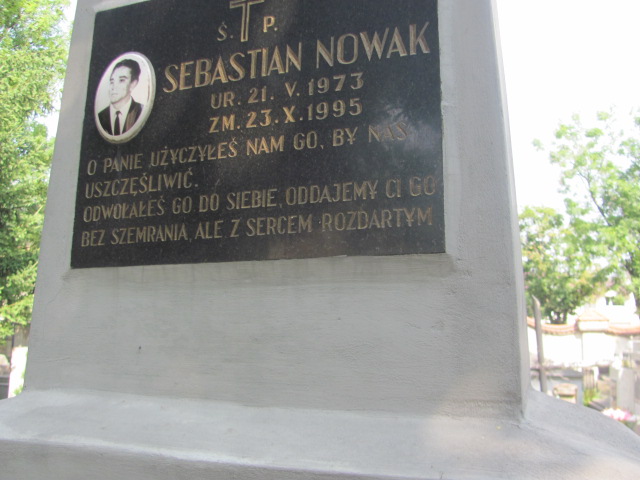 Ś. P.
SEBASTIAN NOWAK
UR. 21. V. 1973
ZM. 23. X. 1995
O PANIE UŻYCZYŁEŚ NAM GO, BY NAS
USZCZĘŚLIWIĆ.
ODWOŁAŁEŚ GO DO SIEBIE, ODDAJEMY CI GO
BEZ SZEMRANIA, ALE Z SERCEM ROZDARTYM